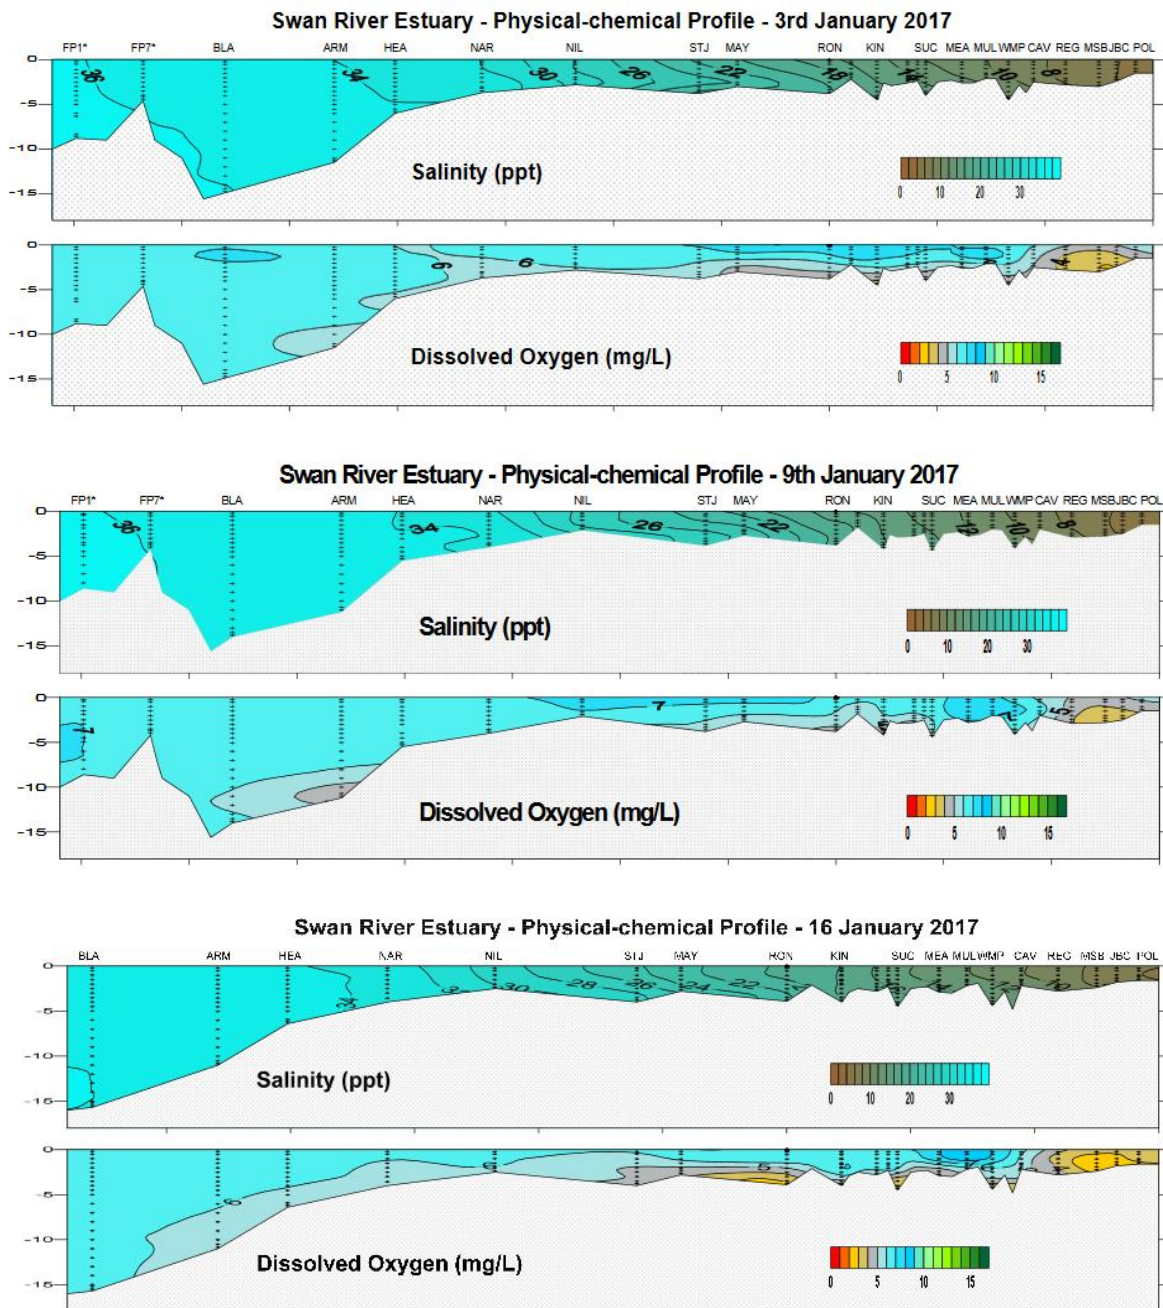 Swan River Estuary - Physical-chemical Profile - 3rd January 2017
FP1* FP7* BLA ARM HEA NAR NIL STJ MAY RON KIN SUC MEA MUL WMP CAV REG MSB JBC POL
0
36 34 30 26 22 18 14 10 8
-5
-10
Salinity (ppt)
0 10 20 30
-15
0
6 6 4
-5
-10
Dissolved Oxygen (mg/L)
0 5 10 15
-15
Swan River Estuary - Physical-chemical Profile - 9th January 2017
FP1* FP7* BLA ARM HEA NAR NIL STJ MAY RON KIN SUC MEA MUL WMP CAV REG MSB JBC POL
0
36 34 26 22 12 10 8
-5
-10
Salinity (ppt)
0 10 20 30
-15
0
7 7 7 5
-5
-10
Dissolved Oxygen (mg/L)
0 5 10 15
-15
Swan River Estuary - Physical-chemical Profile - 16 January 2017
BLA ARM HEA NAR NIL STJ MAY RON KIN SUC MEA MUL WMP CAV REG MSB JBC POL
0
34 30 28 26 24 22
-5
-10
Salinity (ppt)
0 10 20 30
-15
0
6 6 5
-5
-10
Dissolved Oxygen (mg/L)
0 5 10 15
-15